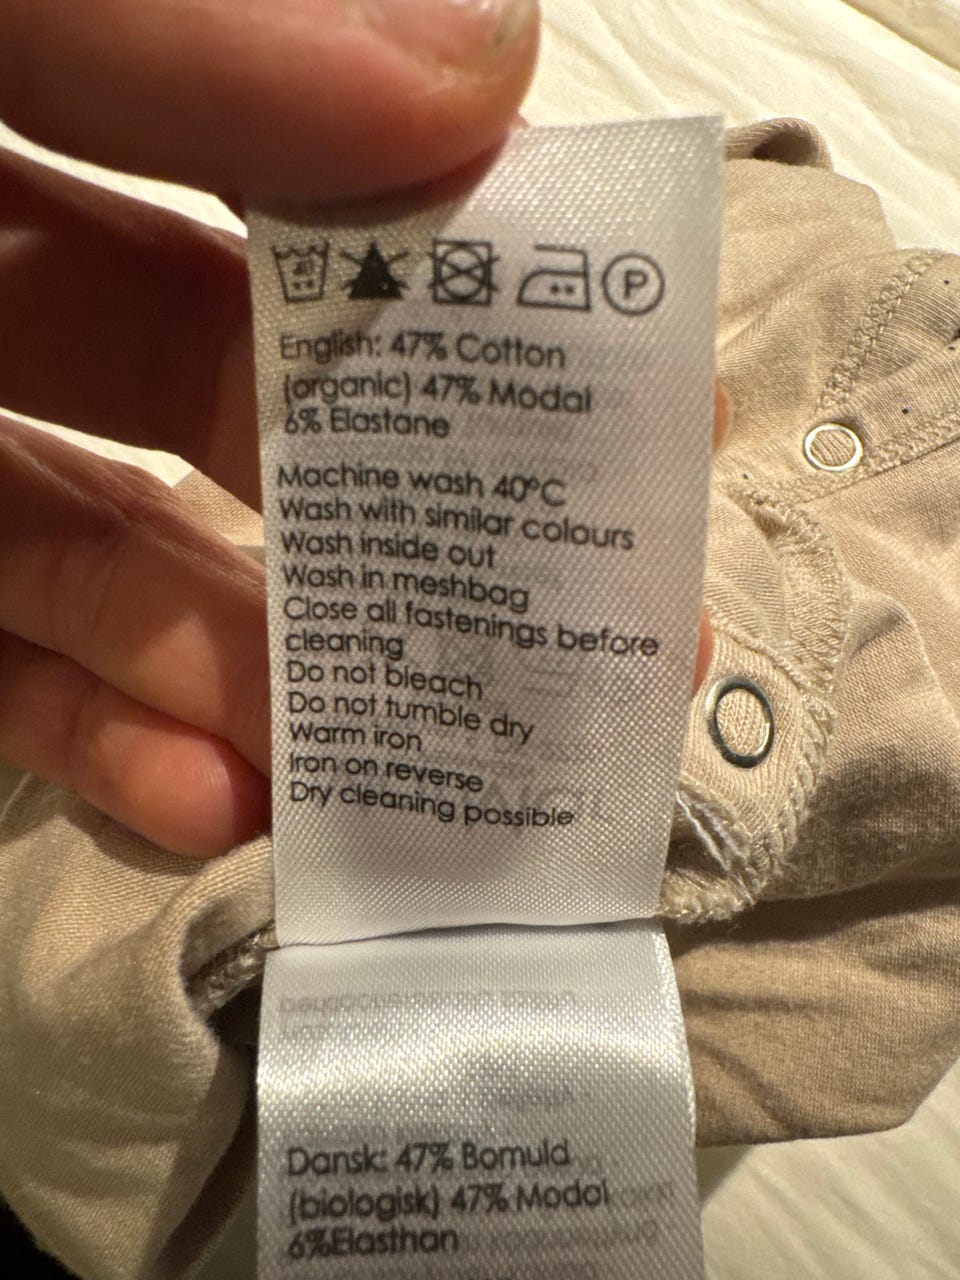 40
P
English: 47% Cotton
(organic) 47% Modal
6% Elastane
Machine wash 40°C
Wash with similar colours
Wash inside out
Wash in meshbag
Close all fastenings before
cleaning
Do not bleach
Do not tumble dry
Warm iron
Iron on reverse
Dry cleaning possible
Dansk: 47% Bomuld
(biologisk) 47% Modal
6%Elasthan